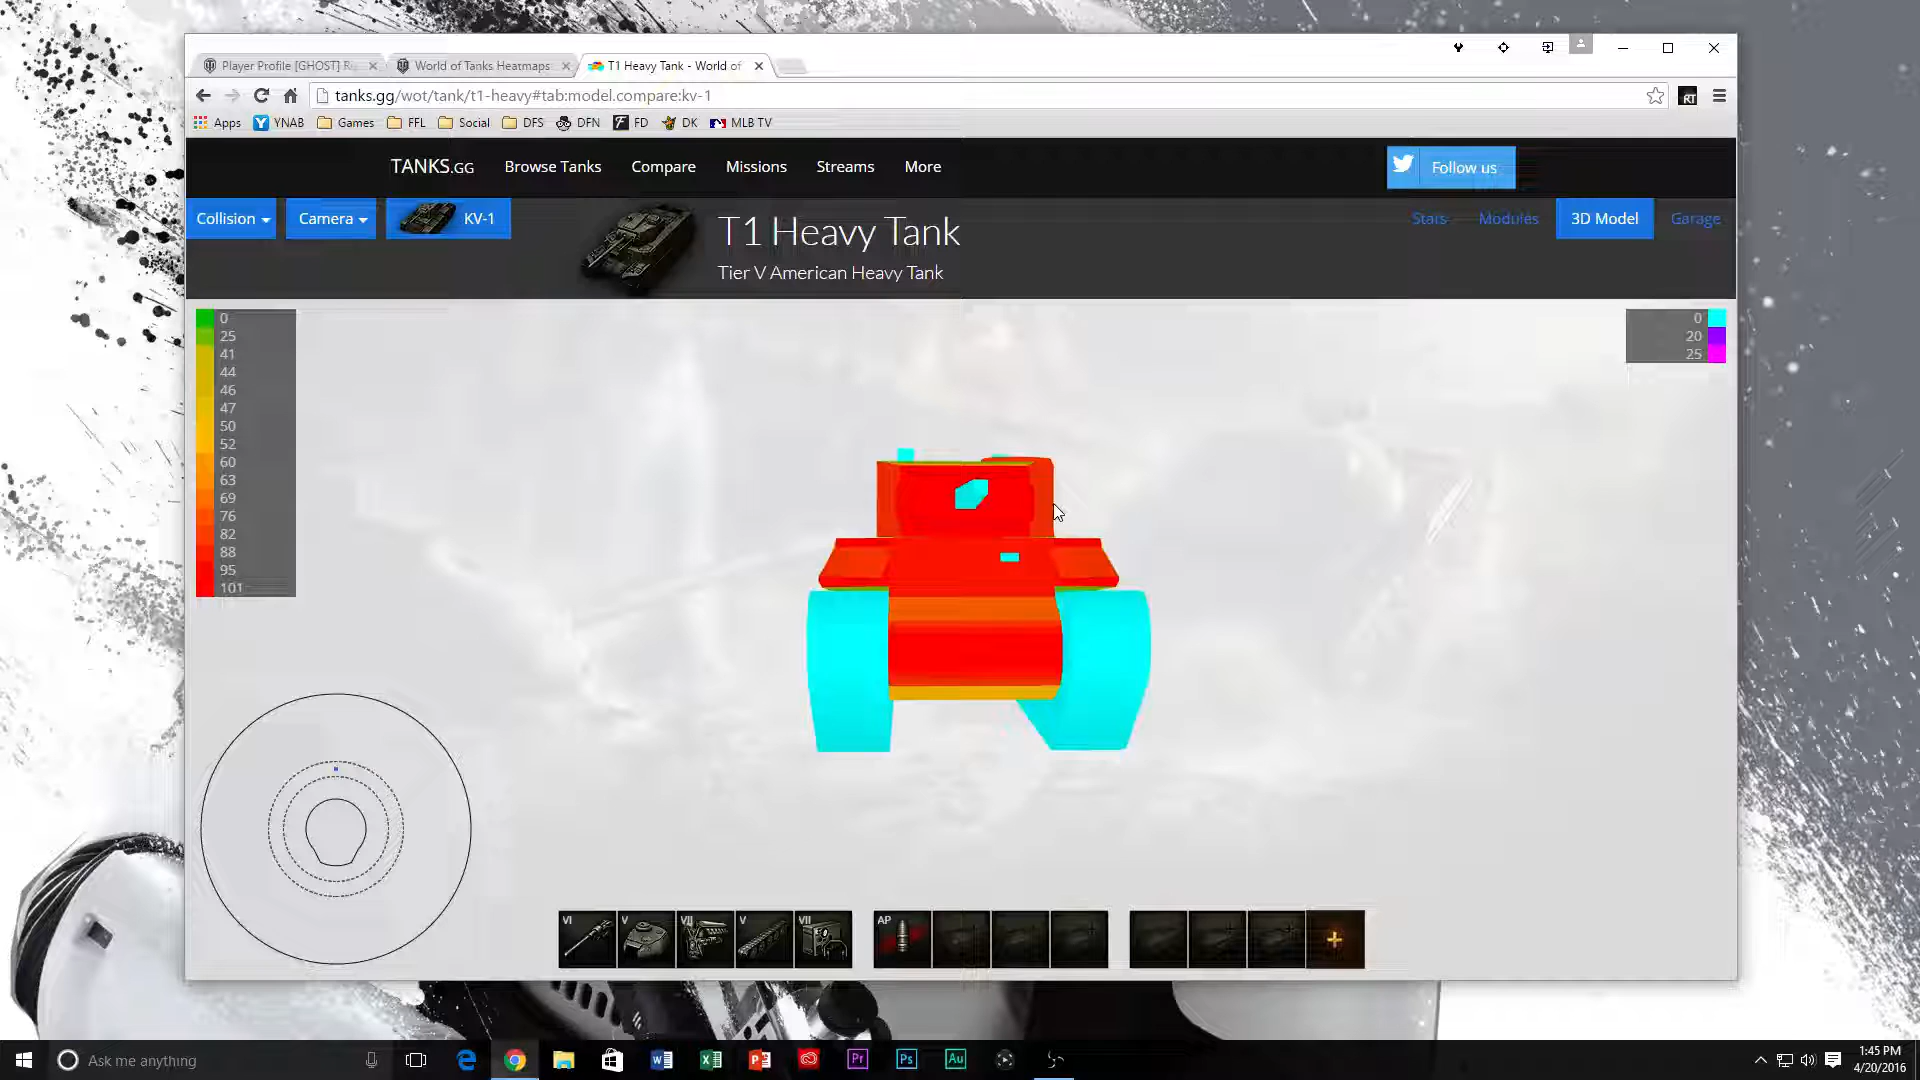 Player Profile [GHOST] R
World of Tanks Heatmaps
T1 Heavy Tank - World of
tanks.gg/wot/tank/t1-heavy#tab:model.compare:kv-1
Apps YNAB Games FFL Social DFS DFN FD DK MLB TV
TANKS.GG Browse Tanks Compare Missions Streams More Follow us
Collision Camera KV-1
T1 Heavy Tank
Tier V American Heavy Tank
Stats Modules 3D Model Garage
0
25
41
44
46
47
50
52
60
63
69
76
82
88
95
101
0
20
25
VI V VII V VII AP
Ask me anything
1:45 PM
4/20/2016